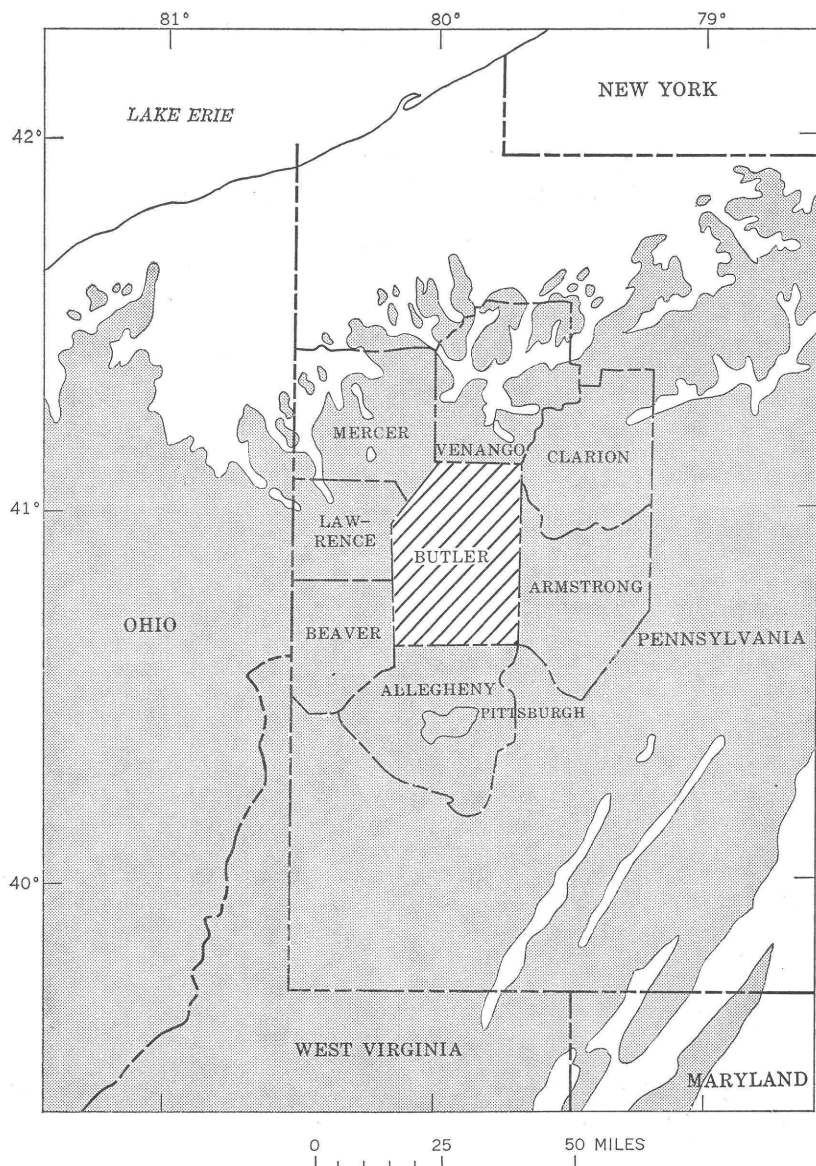 81° 80° 79°
NEW YORK
LAKE ERIE
42°
MERCER
VENANGO
CLARION
41°
LAW-
RENCE
BUTLER
ARMSTRONG
OHIO
BEAVER
PENNSYLVANIA
ALLEGHENY
PITTSBURGH
40°
WEST VIRGINIA
MARYLAND
0 25 50 MILES